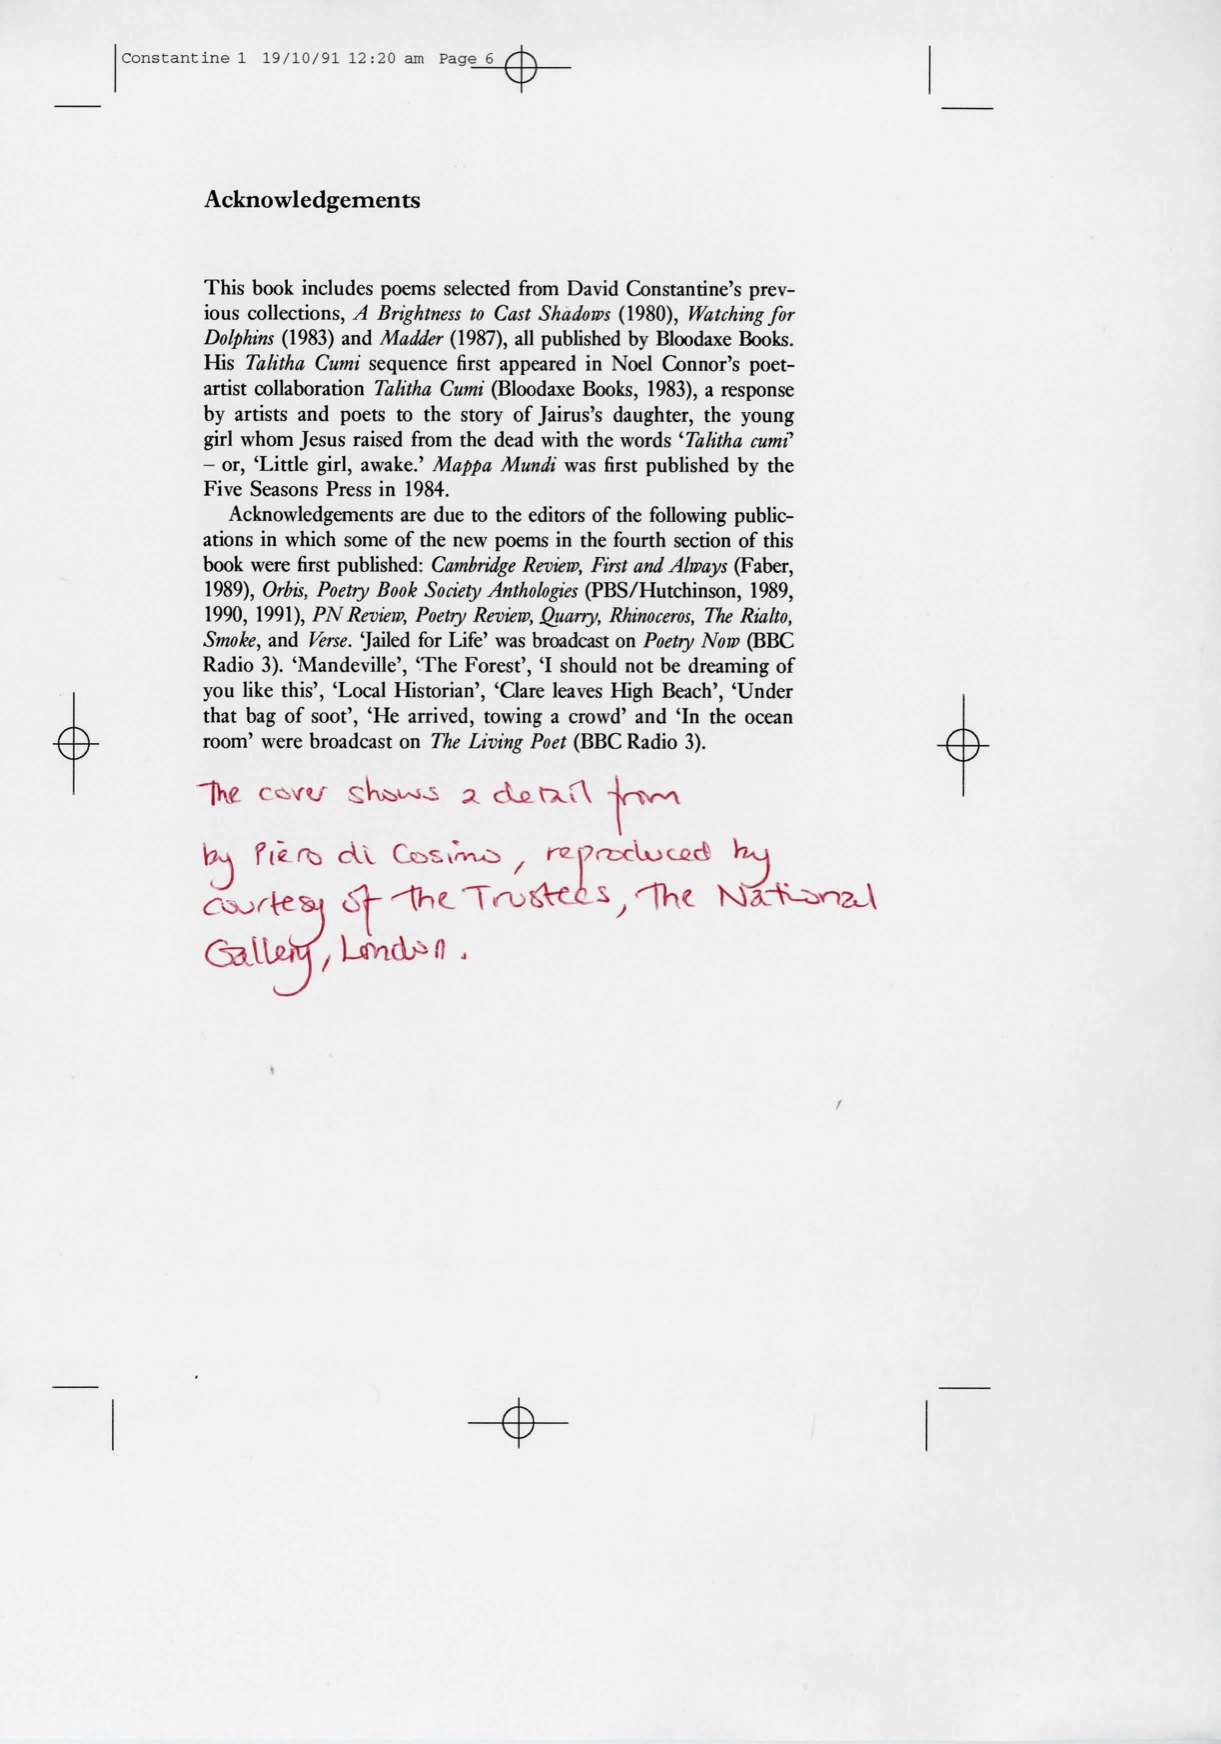 Constantine 1 19/10/91 12:20 am Page 6
Acknowledgements
This book includes poems selected from David Constantine’s prev-
ious collections, A Brightness to Cast Shadows (1980), Watching for
Dolphins (1983) and Madder (1987), all published by Bloodaxe Books.
His Talitha Cumi sequence first appeared in Noel Connor’s poet-
artist collaboration Talitha Cumi (Bloodaxe Books, 1983), a response
by artists and poets to the story of Jairus’s daughter, the young
girl whom Jesus raised from the dead with the words ‘Talitha cumi’
– or, ‘Little girl, awake.’ Mappa Mundi was first published by the
Five Seasons Press in 1984.
Acknowledgements are due to the editors of the following public-
ations in which some of the new poems in the fourth section of this
book were first published: Cambridge Review, First and Always (Faber,
1989), Orbis, Poetry Book Society Anthologies (PBS/Hutchinson, 1989,
1990, 1991), PN Review, Poetry Review, Quarry, Rhinoceros, The Rialto,
Smoke, and Verse. ‘Jailed for Life’ was broadcast on Poetry Now (BBC
Radio 3). ‘Mandeville’, ‘The Forest’, ‘I should not be dreaming of
you like this’, ‘Local Historian’, ‘Clare leaves High Beach’, ‘Under
that bag of soot’, ‘He arrived, towing a crowd’ and ‘In the ocean
room’ were broadcast on The Living Poet (BBC Radio 3).
The cover shows a detail from
by Piero di Cosimo, reproduced by
courtesy of the Trustees, The National
Gallery, London.